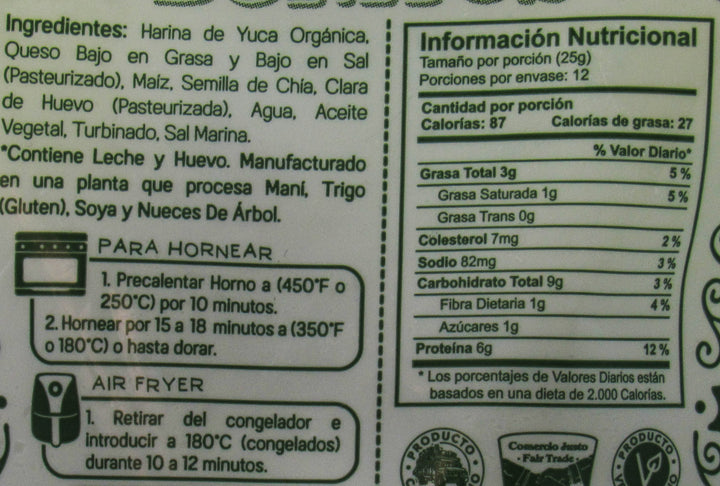 Ingredientes: Harina de Yuca Orgánica,
Queso Bajo en Grasa y Bajo en Sal
(Pasteurizado), Maíz, Semilla de Chía, Clara
de Huevo (Pasteurizada), Agua, Aceite
Vegetal, Turbinado, Sal Marina.
*Contiene Leche y Huevo. Manufacturado
en una planta que procesa Maní, Trigo
(Gluten), Soya y Nueces De Árbol.
PARA HORNEAR
1. Precalentar Horno a (450°F o
250°C) por 10 minutos.
2. Hornear por 15 a 18 minutos a (350°F
o 180°C) o hasta dorar.
AIR FRYER
1. Retirar del congelador e
introducir a 180°C (congelados)
durante 10 a 12 minutos.
Información Nutricional
Tamaño por porción (25g)
Porciones por envase: 12
Cantidad por porción
Calorías: 87 Calorías de grasa: 27
% Valor Diario*
Grasa Total 3g 5%
Grasa Saturada 1g 5%
Grasa Trans 0g
Colesterol 7mg 2%
Sodio 82mg 3%
Carbohidrato Total 9g 3%
Fibra Dietaria 1g 4%
Azúcares 1g
Proteína 6g 12%
* Los porcentajes de Valores Diarios están
basados en una dieta de 2.000 Calorías.
PRODUCTO
Comercio Justo
- Fair Trade -
PRODUCTO